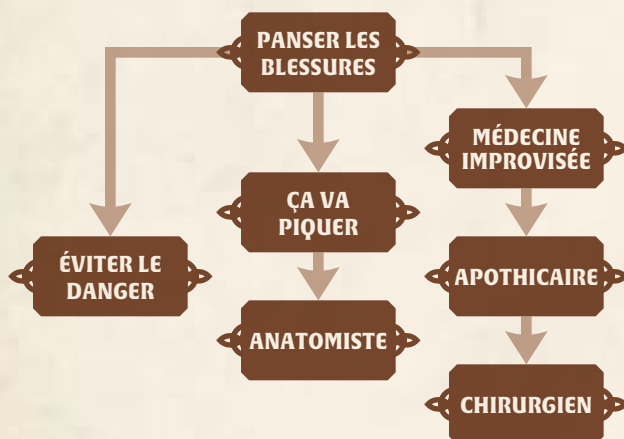 PANSER LES
BLESSURES
MÉDECINE
IMPROVISÉE
ÇA VA
PIQUER
ÉVITER LE
DANGER
APOTHICAIRE
ANATOMISTE
CHIRURGIEN